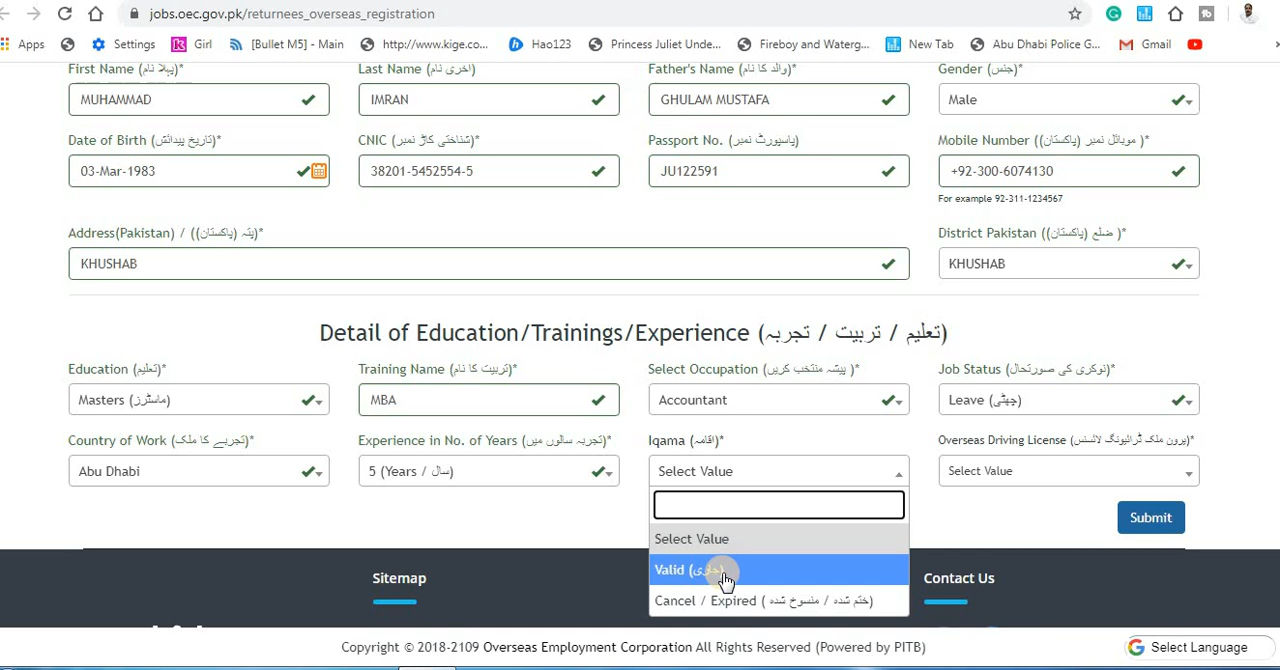 jobs.oec.gov.pk/returnees_overseas_registration
Apps Settings Girl [Bullet M5] - Main http://www.kige.co... Hao123 Princess Juliet Unde... Fireboy and Waterg... New Tab Abu Dhabi Police G... Gmail
First Name (پہلا نام)* Last Name (آخری نام) Father's Name (والد کا نام)* Gender (جنس)*
MUHAMMAD IMRAN GHULAM MUSTAFA Male
Date of Birth (تاریخ پیدائش)* CNIC (شناختی کارڈ نمبر)* Passport No. (پاسپورٹ نمبر) Mobile Number ((موبائل نمبر (پاکستان )*
03-Mar-1983 38201-5452554-5 JU122591 +92-300-6074130
For example 92-311-1234567
Address(Pakistan) / ((پتہ (پاکستان)* District Pakistan ((ضلع (پاکستان )*
KHUSHAB KHUSHAB
Detail of Education/Trainings/Experience (تعلیم / تربیت / تجربہ)
Education (تعلیم)* Training Name (تربیت کا نام)* Select Occupation (پیشہ منتخب کریں )* Job Status (نوکری کی صورتحال)*
Masters (ماسٹرز) MBA Accountant Leave (چھٹی)
Country of Work (تجربے کا ملک)* Experience in No. of Years (تجربہ سالوں میں)* Iqama (اقامہ)* Overseas Driving License (بیرون ملک ڈرائیونگ لائسنس)*
Abu Dhabi 5 (Years / سال) Select Value Select Value
Select Value
Submit
Valid (جاری)
Cancel / Expired ( ختم شدہ / منسوخ شدہ)
Sitemap Contact Us
Copyright © 2018-2109 Overseas Employment Corporation All Rights Reserved (Powered by PITB)
Select Language